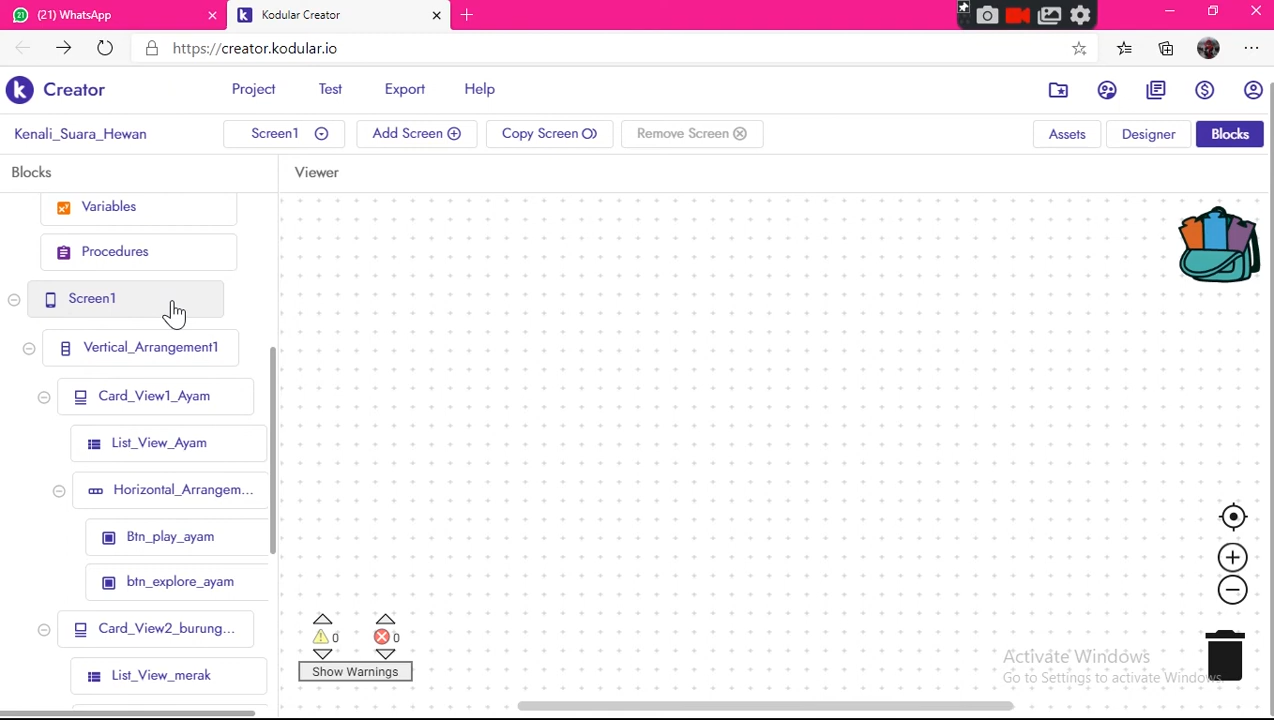 (21) WhatsApp
Kodular Creator
https://creator.kodular.io
Creator
Project
Test
Export
Help
Kenali_Suara_Hewan
Screen1
Add Screen
Copy Screen
Remove Screen
Assets
Designer
Blocks
Blocks
Viewer
Variables
Procedures
Screen1
Vertical_Arrangement1
Card_View1_Ayam
List_View_Ayam
Horizontal_Arrangem...
Btn_play_ayam
btn_explore_ayam
Card_View2_burung...
List_View_merak
0
0
Show Warnings
Activate Windows
Go to Settings to activate Windows.